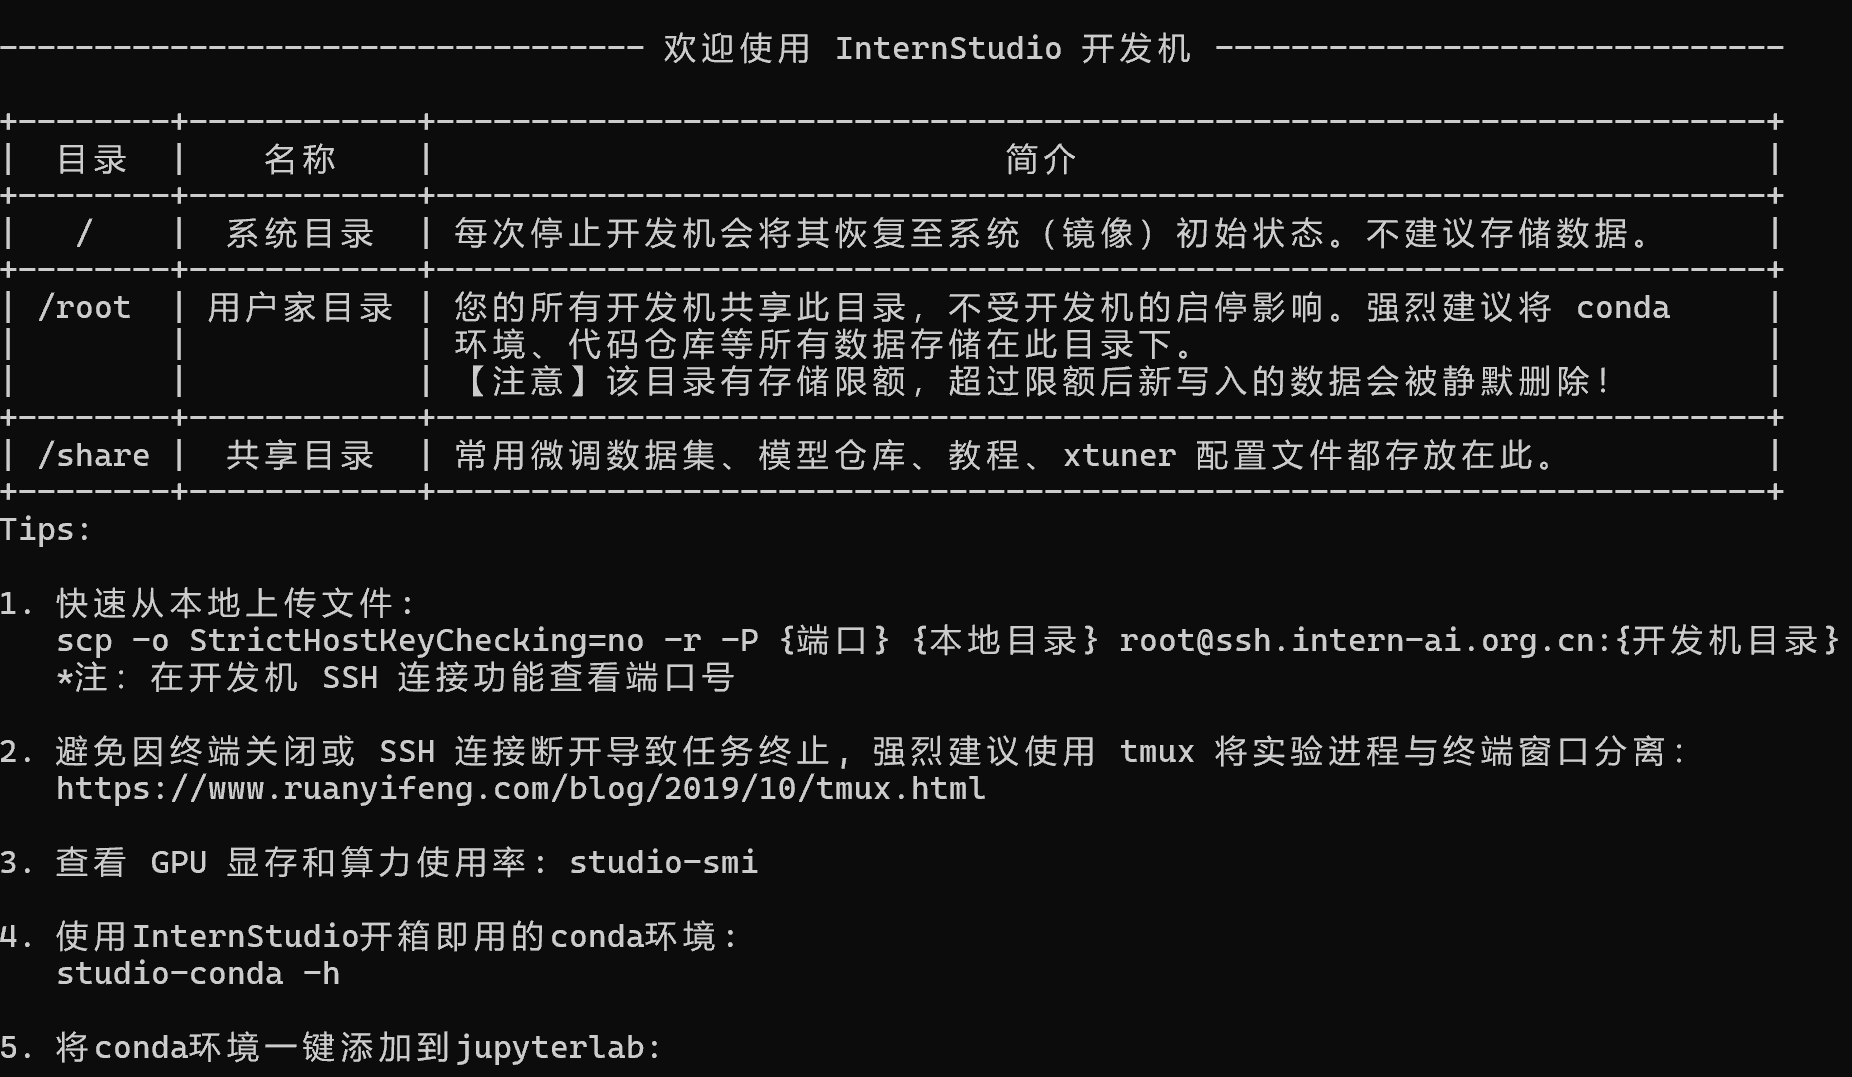 ---------------------------------- 欢迎使用 InternStudio 开发机 ------------------------------
+--------+------------+----------------------------------------------------------------------+
| 目录 | 名称 | 简介 |
+--------+------------+----------------------------------------------------------------------+
| / | 系统目录 | 每次停止开发机会将其恢复至系统（镜像）初始状态。不建议存储数据。 |
+--------+------------+----------------------------------------------------------------------+
| /root | 用户家目录 | 您的所有开发机共享此目录，不受开发机的启停影响。强烈建议将 conda |
| | | 环境、代码仓库等所有数据存储在此目录下。 |
| | | 【注意】该目录有存储限额，超过限额后新写入的数据会被静默删除！ |
+--------+------------+----------------------------------------------------------------------+
| /share | 共享目录 | 常用微调数据集、模型仓库、教程、xtuner 配置文件都存放在此。 |
+--------+------------+----------------------------------------------------------------------+
Tips:
1. 快速从本地上传文件：
scp -o StrictHostKeyChecking=no -r -P {端口} {本地目录} root@ssh.intern-ai.org.cn:{开发机目录}
*注：在开发机 SSH 连接功能查看端口号
2. 避免因终端关闭或 SSH 连接断开导致任务终止，强烈建议使用 tmux 将实验进程与终端窗口分离：
https://www.ruanyifeng.com/blog/2019/10/tmux.html
3. 查看 GPU 显存和算力使用率：studio-smi
4. 使用InternStudio开箱即用的conda环境：
studio-conda -h
5. 将conda环境一键添加到jupyterlab: